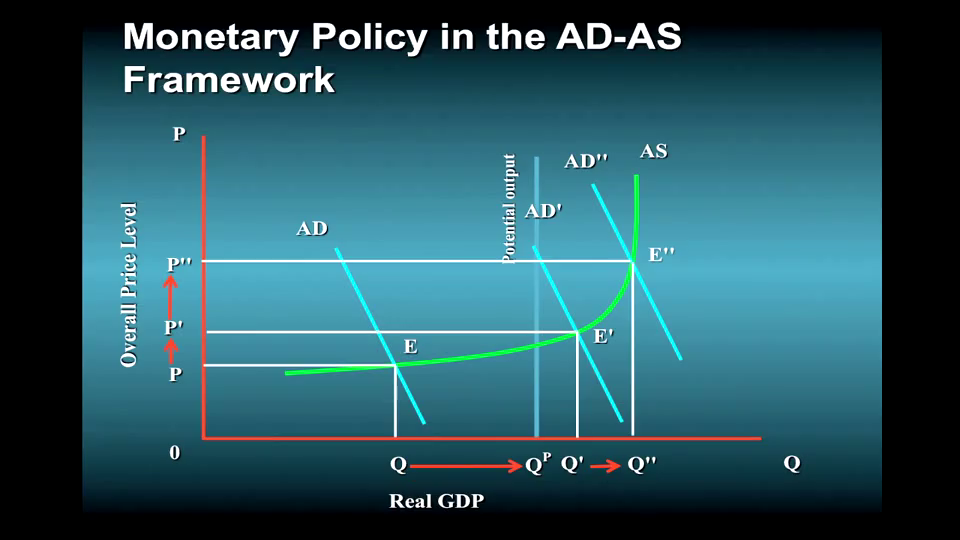 Monetary Policy in the AD-AS
Framework
P
AS
AD''
Potential output
AD'
AD
Overall Price Level
E''
P''
P'
E'
E
P
0
Q
Qᴾ
Q'
Q''
Q
Real GDP